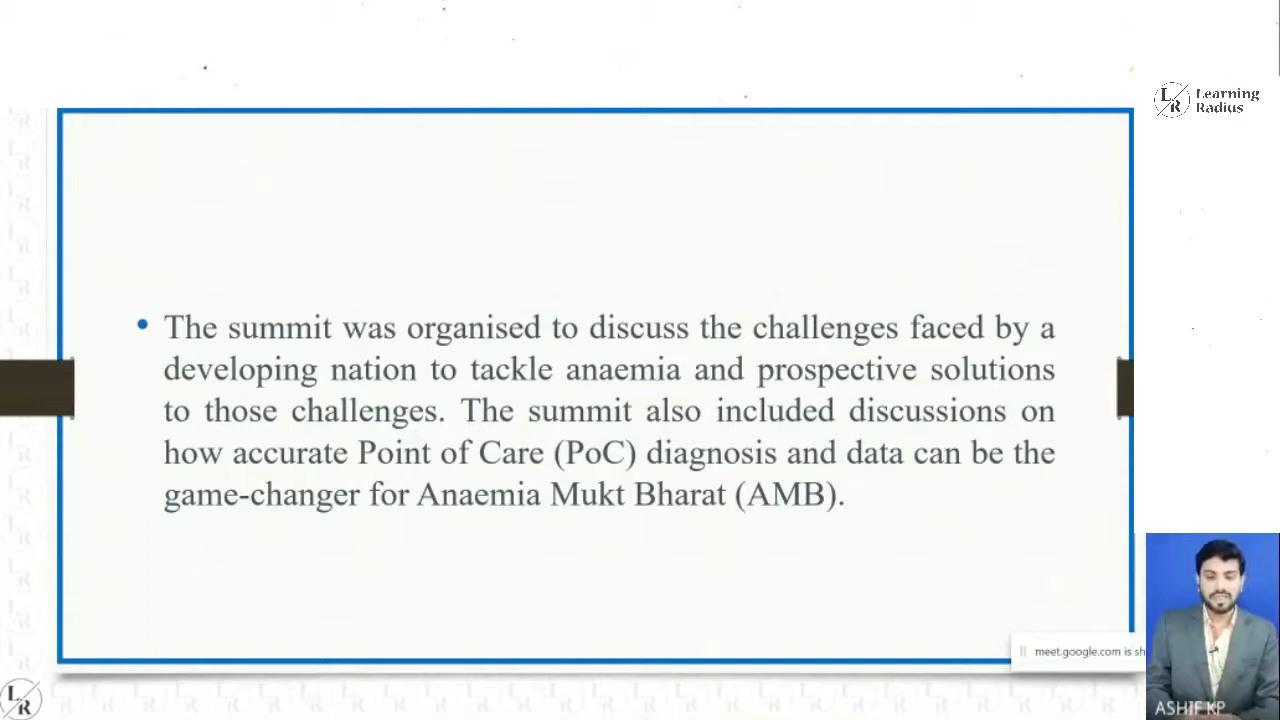 L
R
Learning
Radius
• The summit was organised to discuss the challenges faced by a
developing nation to tackle anaemia and prospective solutions
to those challenges. The summit also included discussions on
how accurate Point of Care (PoC) diagnosis and data can be the
game-changer for Anaemia Mukt Bharat (AMB).
meet.google.com is sh
ASHIF KP
L
R